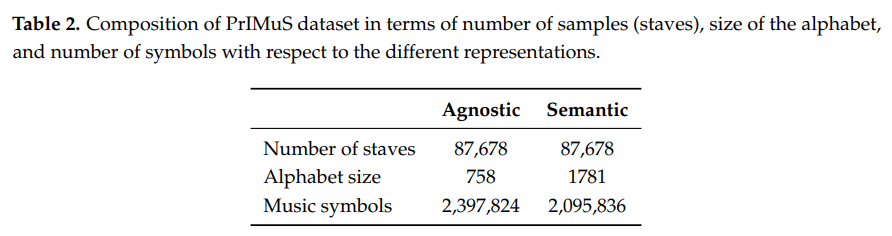 Table 2. Composition of PrIMuS dataset in terms of number of samples (staves), size of the alphabet,
and number of symbols with respect to the different representations.
Agnostic Semantic
Number of staves 87,678 87,678
Alphabet size 758 1781
Music symbols 2,397,824 2,095,836